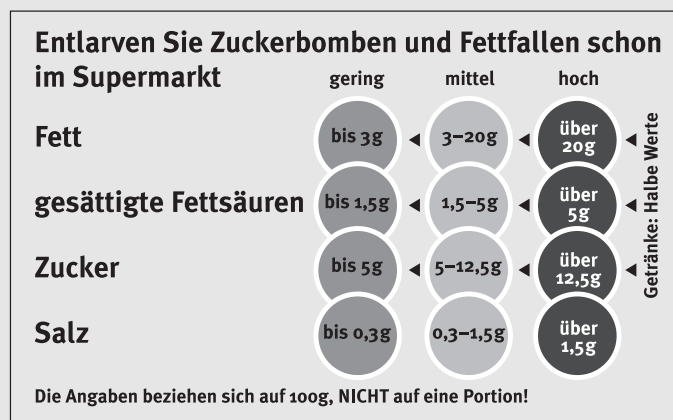 Entlarven Sie Zuckerbomben und Fettfallen schon
im Supermarkt
gering mittel hoch
Fett bis 3g 3–20g über
20g
gesättigte Fettsäuren bis 1,5g 1,5–5g über
5g
Zucker bis 5g 5–12,5g über
12,5g
Salz bis 0,3g 0,3–1,5g über
1,5g
Getränke: Halbe Werte
Die Angaben beziehen sich auf 100g, NICHT auf eine Portion!